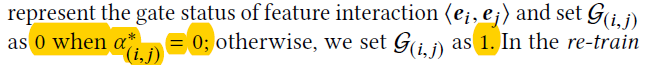 represent the gate status of feature interaction ⟨e_i, e_j⟩ and set G_(i,j)
as 0 when α*_(i,j) = 0; otherwise, we set G_(i,j) as 1. In the re-train